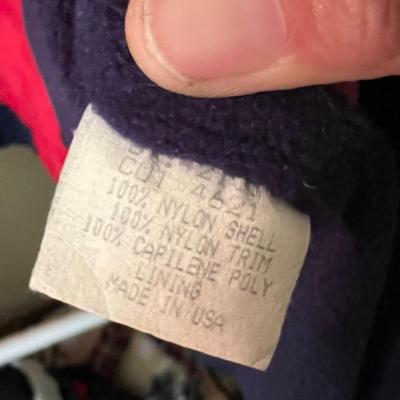 CUT 4621
100% NYLON SHELL
100% NYLON TRIM
100% CAPILENE POLY
LINING
MADE IN USA